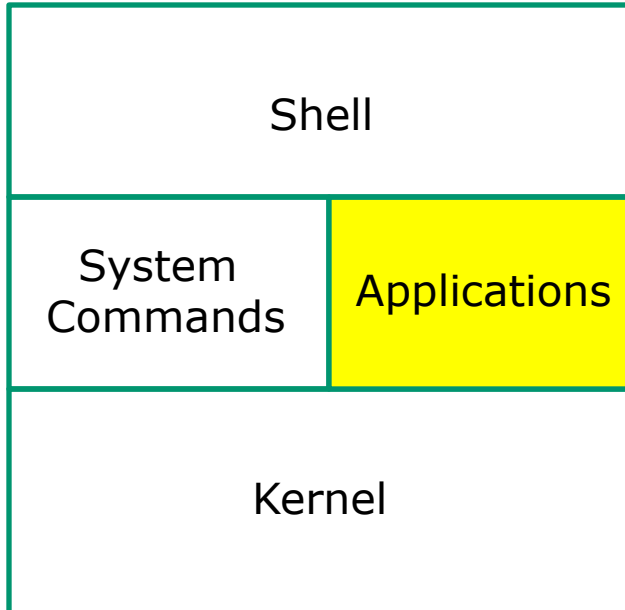 Shell
System
Commands
Applications
Kernel